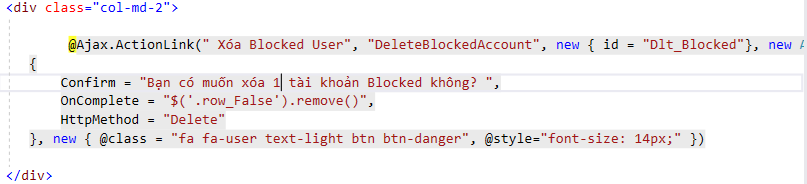 <div class="col-md-2">
@Ajax.ActionLink(" Xóa Blocked User", "DeleteBlockedAccount", new { id = "Dlt_Blocked"}, new
{
Confirm = "Bạn có muốn xóa 1 tài khoản Blocked không? ",
OnComplete = "$('.row_False').remove()",
HttpMethod = "Delete"
}, new { @class = "fa fa-user text-light btn btn-danger", @style="font-size: 14px;" })
</div>